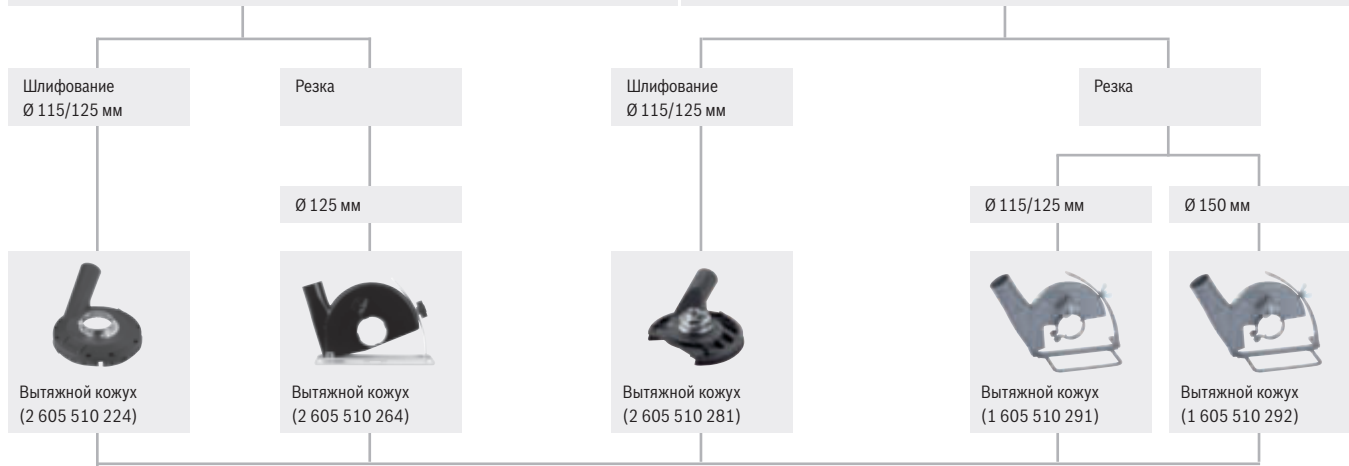 Шлифование
Ø 115/125 мм
Резка
Шлифование
Ø 115/125 мм
Резка
Ø 125 мм
Ø 115/125 мм
Ø 150 мм
Вытяжной кожух
(2 605 510 224)
Вытяжной кожух
(2 605 510 264)
Вытяжной кожух
(2 605 510 281)
Вытяжной кожух
(1 605 510 291)
Вытяжной кожух
(1 605 510 292)